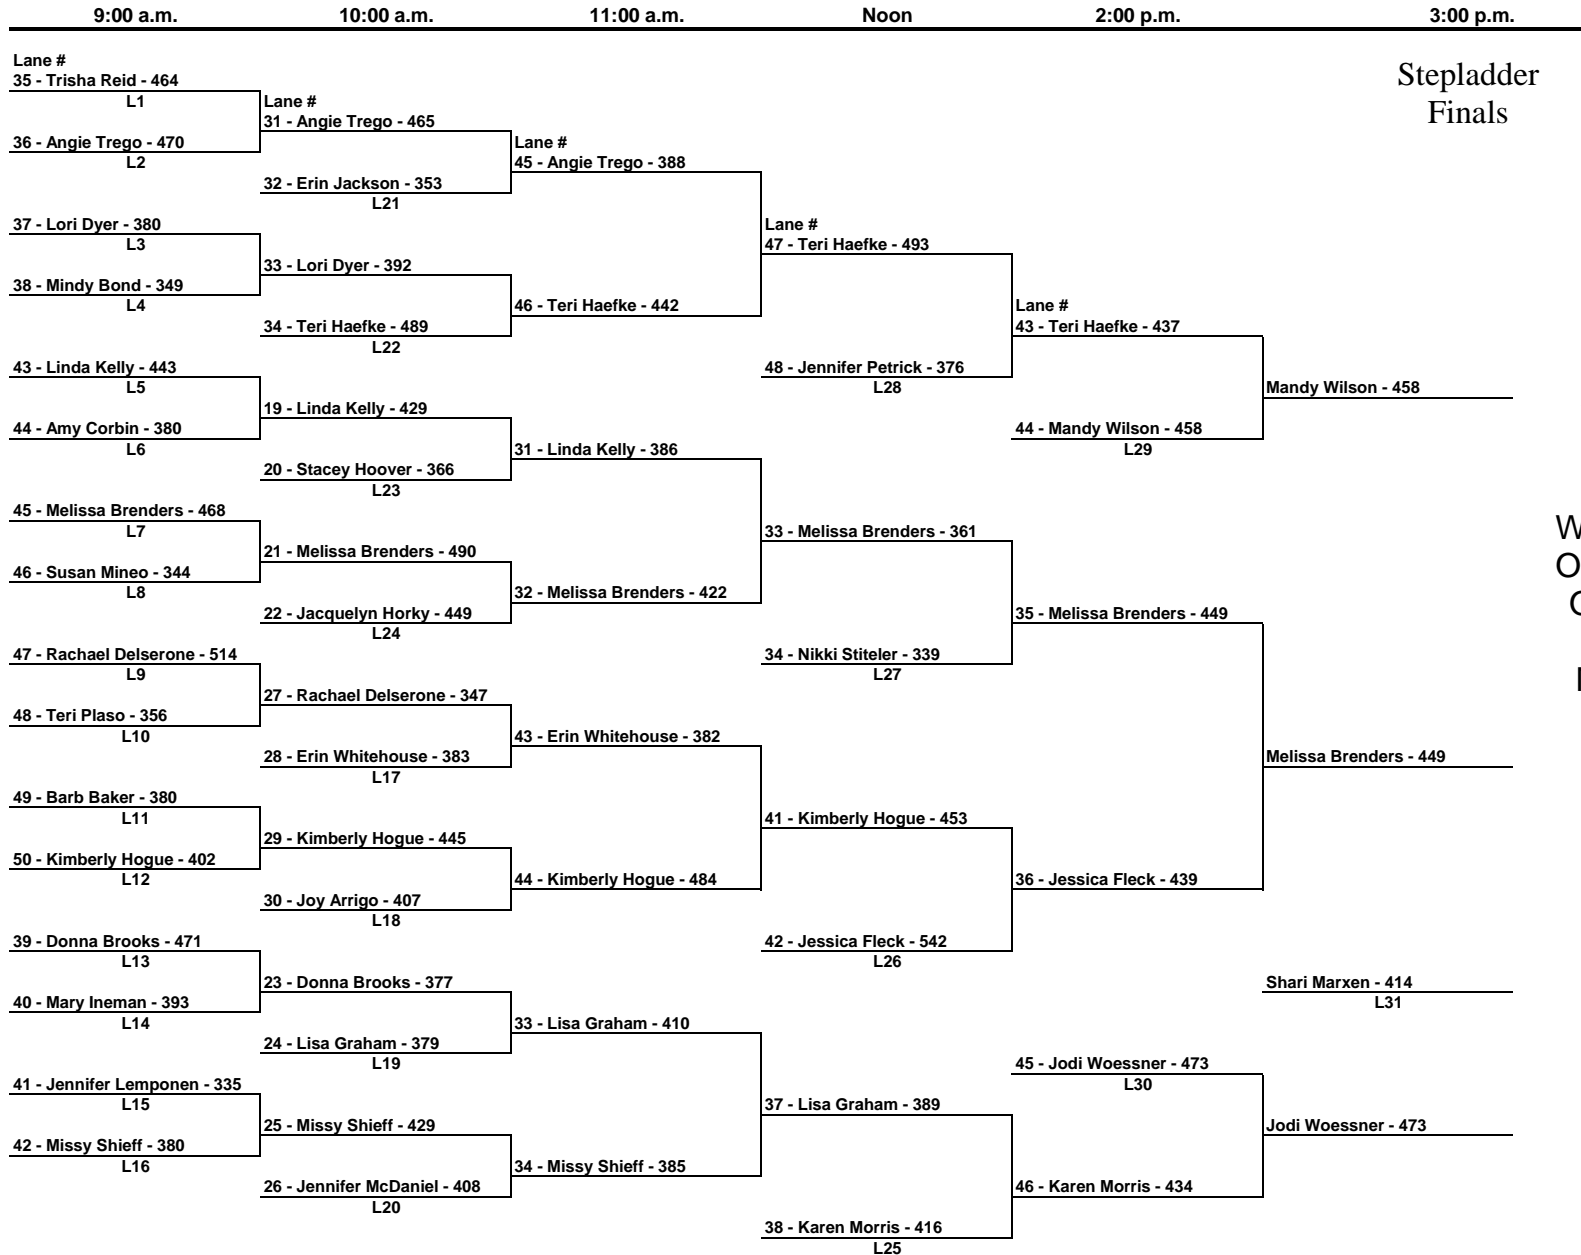 9:00 a.m. 10:00 a.m. 11:00 a.m. Noon 2:00 p.m. 3:00 p.m.
Stepladder
Finals
Lane #
35 - Trisha Reid - 464
L1
36 - Angie Trego - 470
L2
37 - Lori Dyer - 380
L3
38 - Mindy Bond - 349
L4
43 - Linda Kelly - 443
L5
44 - Amy Corbin - 380
L6
45 - Melissa Brenders - 468
L7
46 - Susan Mineo - 344
L8
47 - Rachael Delserone - 514
L9
48 - Teri Plaso - 356
L10
49 - Barb Baker - 380
L11
50 - Kimberly Hogue - 402
L12
39 - Donna Brooks - 471
L13
40 - Mary Ineman - 393
L14
41 - Jennifer Lemponen - 335
L15
42 - Missy Shieff - 380
L16
Lane #
31 - Angie Trego - 465
32 - Erin Jackson - 353
L21
33 - Lori Dyer - 392
34 - Teri Haefke - 489
L22
19 - Linda Kelly - 429
20 - Stacey Hoover - 366
L23
21 - Melissa Brenders - 490
22 - Jacquelyn Horky - 449
L24
27 - Rachael Delserone - 347
28 - Erin Whitehouse - 383
L17
29 - Kimberly Hogue - 445
30 - Joy Arrigo - 407
L18
23 - Donna Brooks - 377
24 - Lisa Graham - 379
L19
25 - Missy Shieff - 429
26 - Jennifer McDaniel - 408
L20
Lane #
45 - Angie Trego - 388
46 - Teri Haefke - 442
31 - Linda Kelly - 386
32 - Melissa Brenders - 422
43 - Erin Whitehouse - 382
44 - Kimberly Hogue - 484
33 - Lisa Graham - 410
34 - Missy Shieff - 385
Lane #
47 - Teri Haefke - 493
48 - Jennifer Petrick - 376
L28
33 - Melissa Brenders - 361
34 - Nikki Stiteler - 339
L27
41 - Kimberly Hogue - 453
42 - Jessica Fleck - 542
L26
37 - Lisa Graham - 389
38 - Karen Morris - 416
L25
Lane #
43 - Teri Haefke - 437
44 - Mandy Wilson - 458
L29
35 - Melissa Brenders - 449
36 - Jessica Fleck - 439
45 - Jodi Woessner - 473
L30
46 - Karen Morris - 434
Mandy Wilson - 458
Melissa Brenders - 449
Shari Marxen - 414
L31
Jodi Woessner - 473